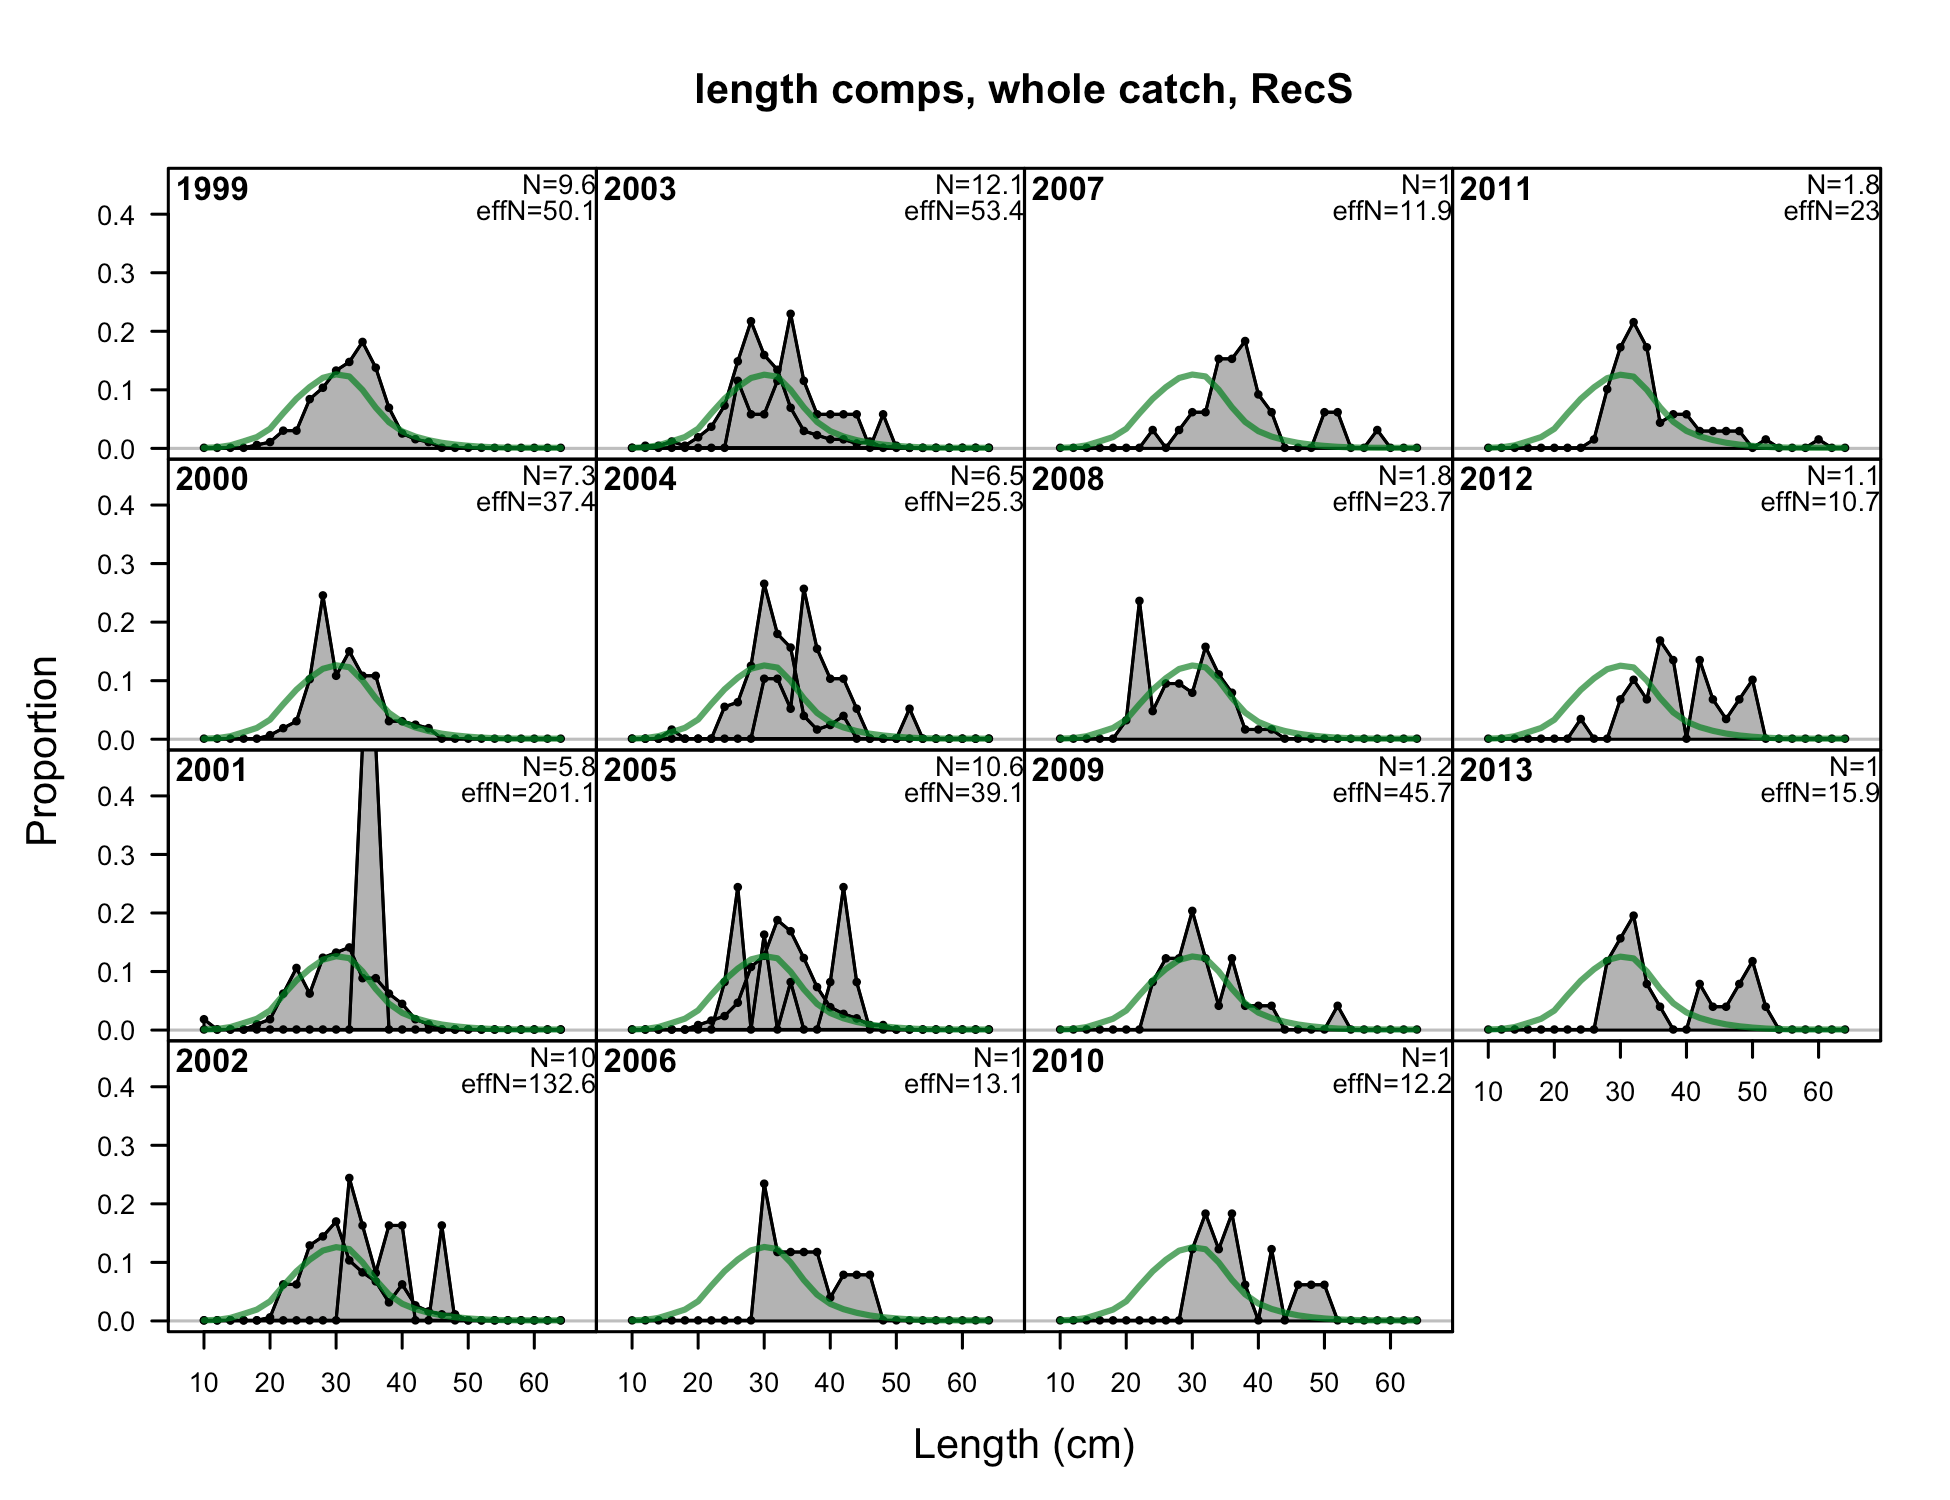 length comps, whole catch, RecS
1999
N=9.6
effN=50.1
2003
N=12.1
effN=53.4
2007
N=1
effN=11.9
2011
N=1.8
effN=23
0.4
0.3
0.2
0.1
0.0
2000
N=7.3
effN=37.4
2004
N=6.5
effN=25.3
2008
N=1.8
effN=23.7
2012
N=1.1
effN=10.7
0.4
0.3
0.2
0.1
0.0
2001
N=5.8
effN=201.1
2005
N=10.6
effN=39.1
2009
N=1.2
effN=45.7
2013
N=1
effN=15.9
0.4
0.3
0.2
0.1
0.0
10 20 30 40 50 60
2002
N=10
effN=132.6
2006
N=1
effN=13.1
2010
N=1
effN=12.2
0.4
0.3
0.2
0.1
0.0
10 20 30 40 50 60
10 20 30 40 50 60
10 20 30 40 50 60
Proportion
Length (cm)